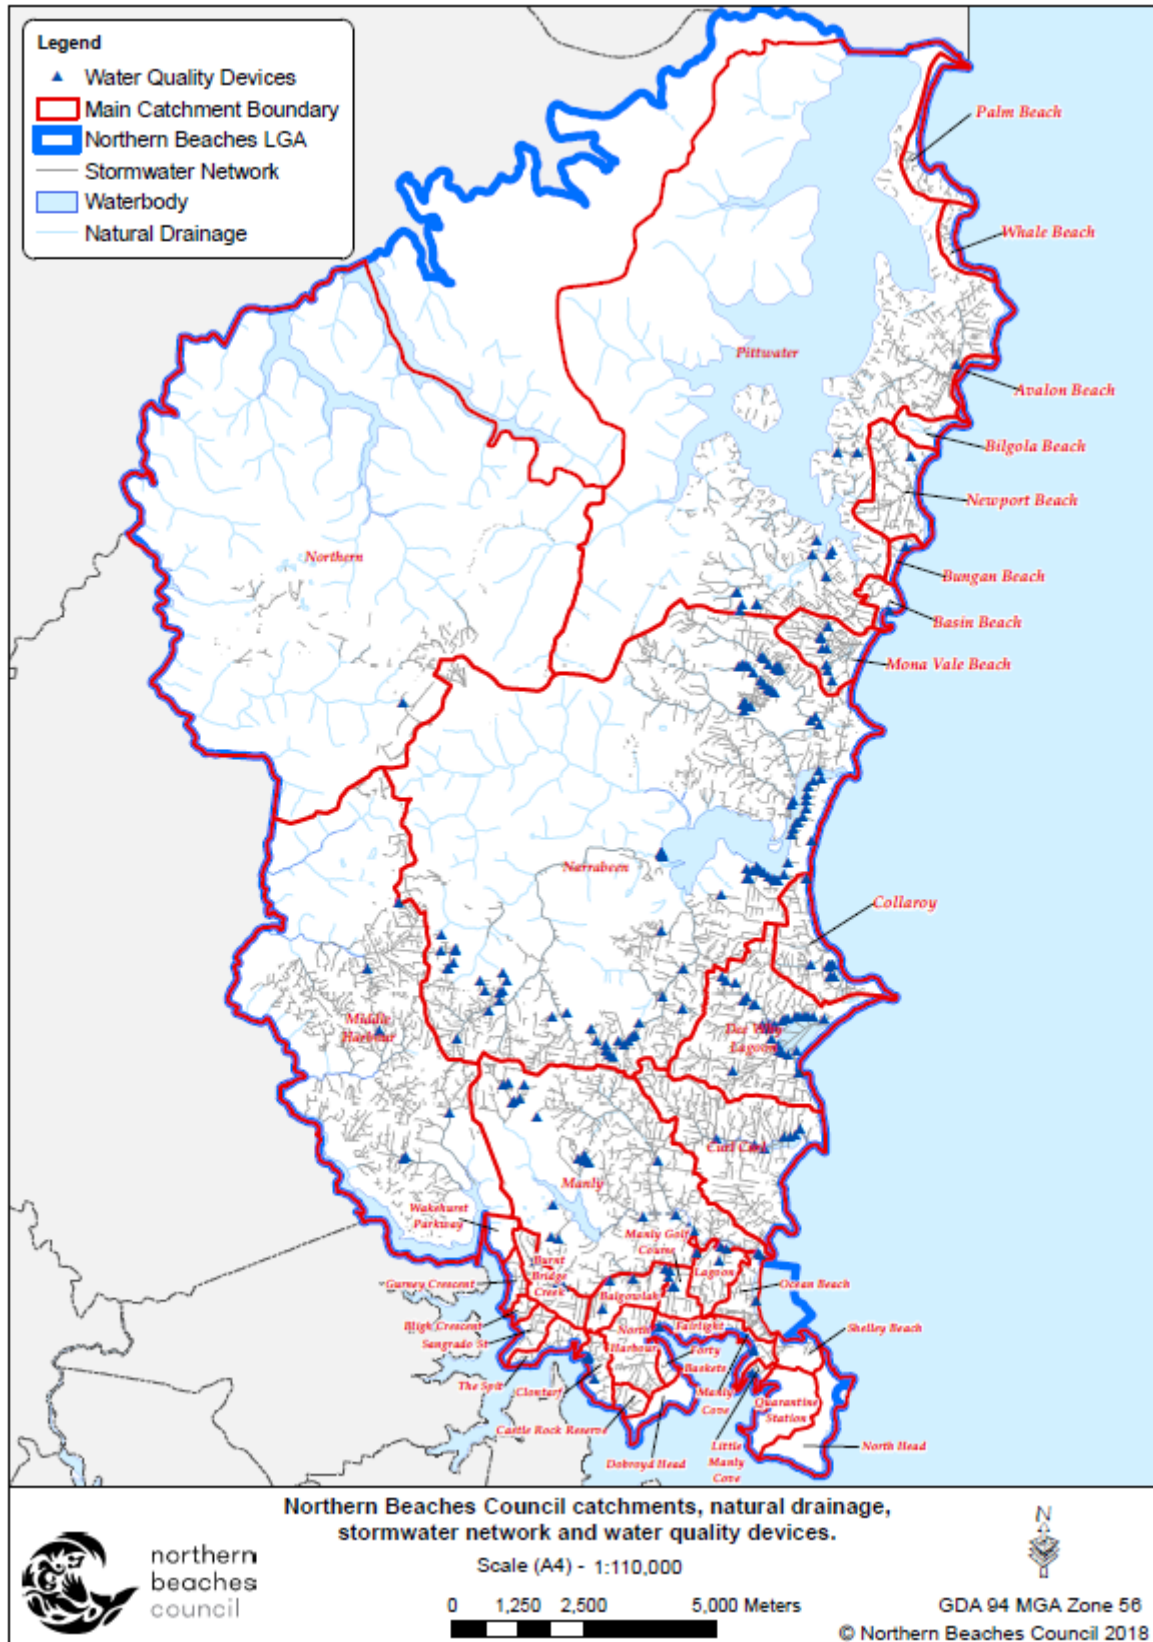 Legend
Water Quality Devices
Main Catchment Boundary
Northern Beaches LGA
Stormwater Network
Waterbody
Natural Drainage
Palm Beach
Whale Beach
Pittwater
Avalon Beach
Bilgola Beach
Newport Beach
Northern
Bungan Beach
Basin Beach
Mona Vale Beach
Narrabeen
Collaroy
Middle
Harbour
Dee Why
Lagoon
Curl Curl
Manly
Wakehurst
Parkway
Manly Golf
Course
Burnt
Bridge
Creek
Lagoon
Gurney Crescent
Balgowlah
Ocean Beach
Bligh Crescent
Sangrado St
North
Harbour
Fairlight
Shelley Beach
Forty
Baskets
The Spit
Clontarf
Manly
Cove
Quarantine
Station
Castle Rock Reserve
Dobroyd Head
Little
Manly
Cove
North Head
Northern Beaches Council catchments, natural drainage,
stormwater network and water quality devices.
Scale (A4) - 1:110,000
0 1,250 2,500 5,000 Meters
northern
beaches
council
N
GDA 94 MGA Zone 56
© Northern Beaches Council 2018